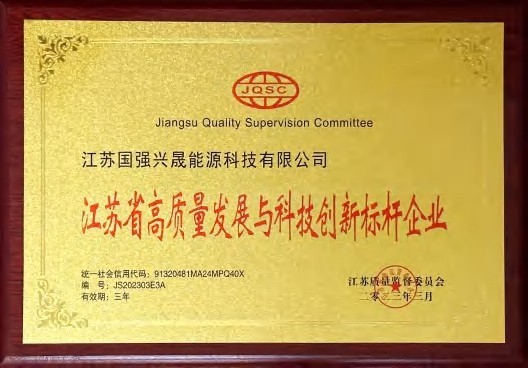 JQSC
Jiangsu Quality Supervision Committee
江苏国强兴晟能源科技有限公司
江苏省高质量发展与科技创新标杆企业
统一社会信用代码：91320481MA24MPQ40X
编 号：JS202303E3A
有效期：三年
江苏质量监督委员会
二〇二三年三月